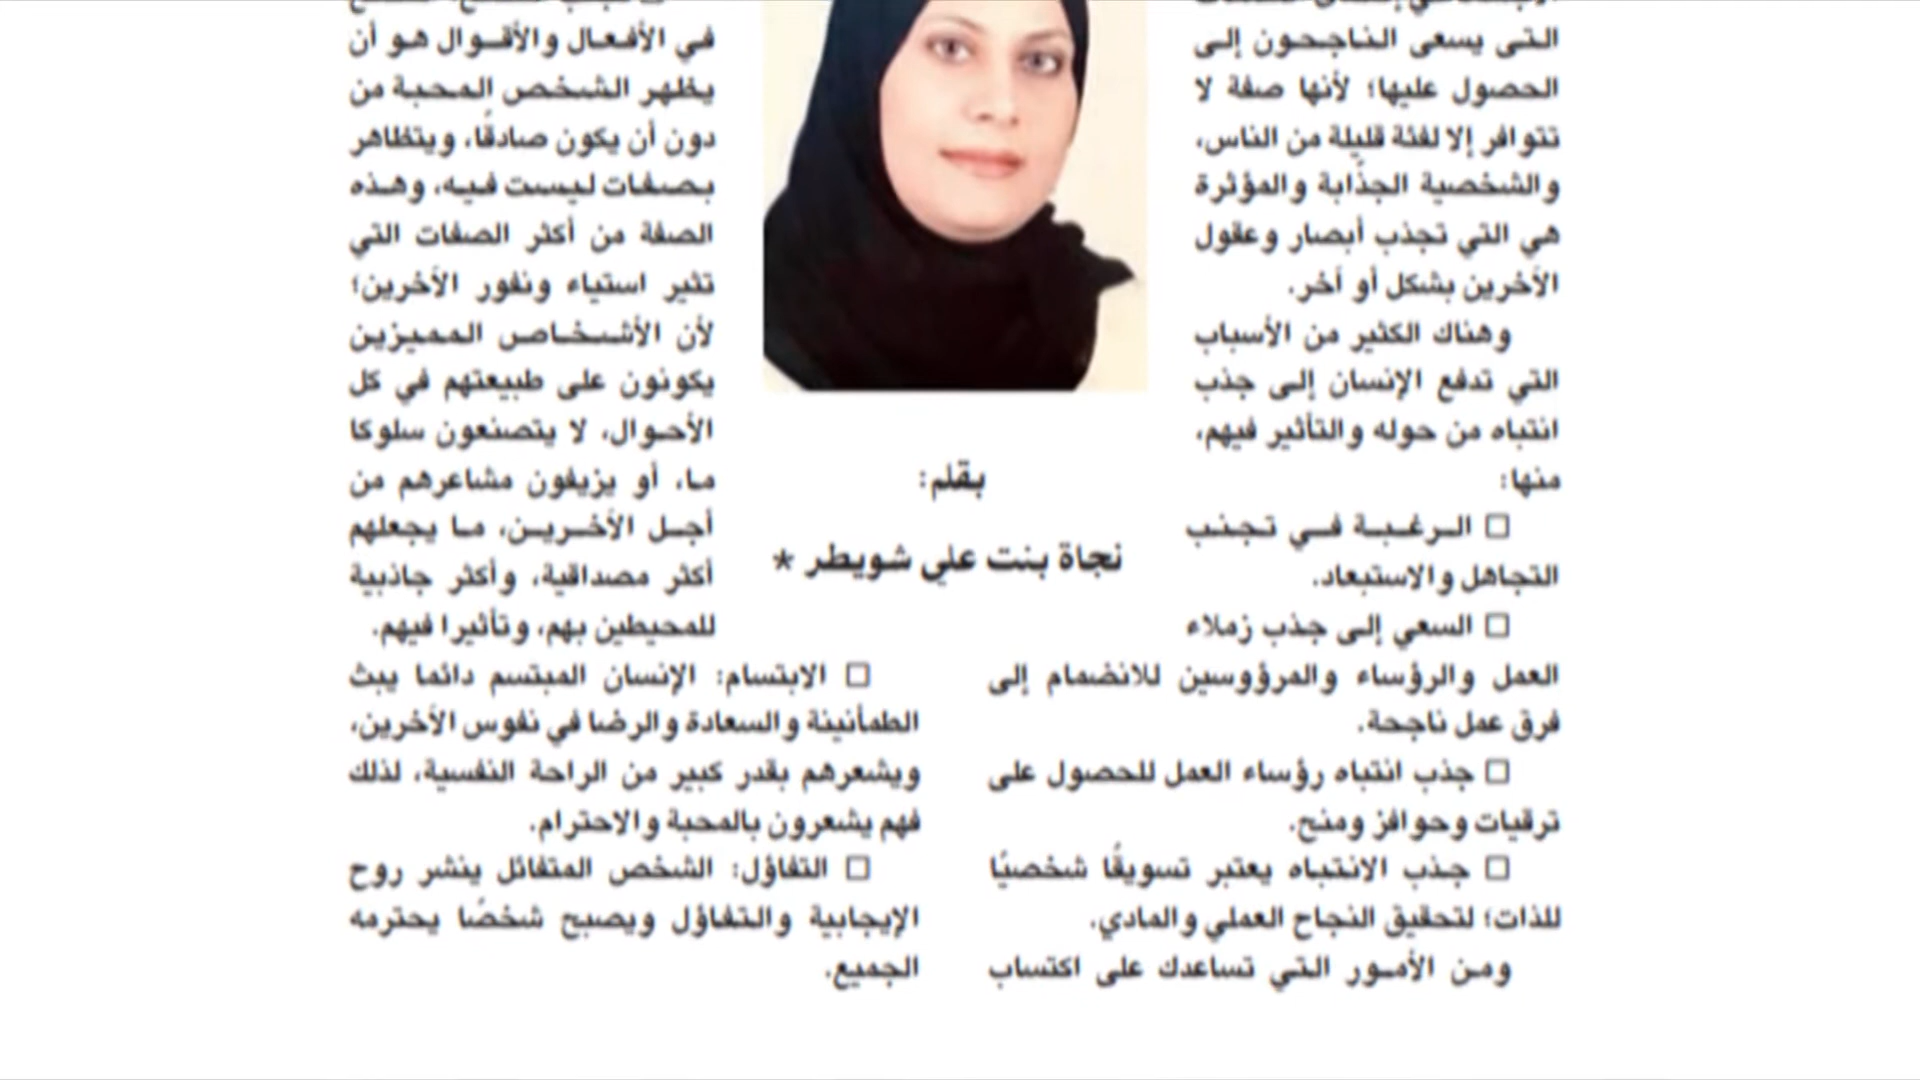 التى يسعى الناجحون إلى
الحصول عليها؛ لأنها صفة لا
تتوافر إلا لفئة قليلة من الناس،
والشخصية الجذّابة والمؤثرة
هي التي تجذب أبصار وعقول
الآخرين بشكل أو آخر.
وهناك الكثير من الأسباب
التي تدفع الإنسان إلى جذب
انتباه من حوله والتأثير فيهم،
منها:
□ الرغبة في تجنب
التجاهل والاستبعاد.
□ السعي إلى جذب زملاء
العمل والرؤساء والمرؤوسين للانضمام إلى
فرق عمل ناجحة.
□ جذب انتباه رؤساء العمل للحصول على
ترقيات وحوافز ومنح.
□ جذب الانتباه يعتبر تسويقًا شخصيًا
للذات؛ لتحقيق النجاح العملي والمادي.
ومن الأمور التي تساعدك على اكتساب
بقلم:
نجاة بنت علي شويطر *
في الأفعال والأقوال هو أن
يظهر الشخص المحبة من
دون أن يكون صادقًا، ويتظاهر
بصفات ليست فيه، وهذه
الصفة من أكثر الصفات التي
تثير استياء ونفور الآخرين؛
لأن الأشخاص المميزين
يكونون على طبيعتهم في كل
الأحوال، لا يتصنعون سلوكا
ما، أو يزيفون مشاعرهم من
أجل الآخرين، ما يجعلهم
أكثر مصداقية، وأكثر جاذبية
للمحيطين بهم، وتأثيرا فيهم.
□ الابتسام: الإنسان المبتسم دائما يبث
الطمأنينة والسعادة والرضا في نفوس الآخرين،
ويشعرهم بقدر كبير من الراحة النفسية، لذلك
فهم يشعرون بالمحبة والاحترام.
□ التفاؤل: الشخص المتفائل ينشر روح
الإيجابية والتفاؤل ويصبح شخصًا يحترمه
الجميع.